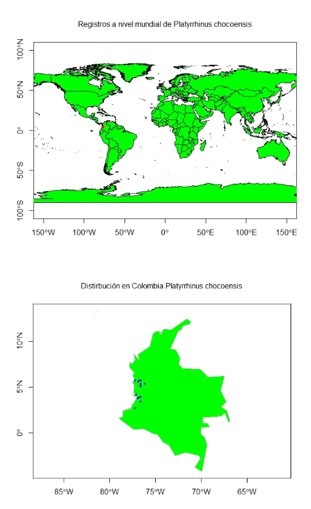 Registros a nivel mundial de Platyrrhinus chocoensis
100°N
50°N
0°
50°S
100°S
150°W 100°W 50°W 0° 50°E 100°E 150°E
Distirbución en Colombia Platyrrhinus chocoensis
10°N
5°N
0°
85°W 80°W 75°W 70°W 65°W